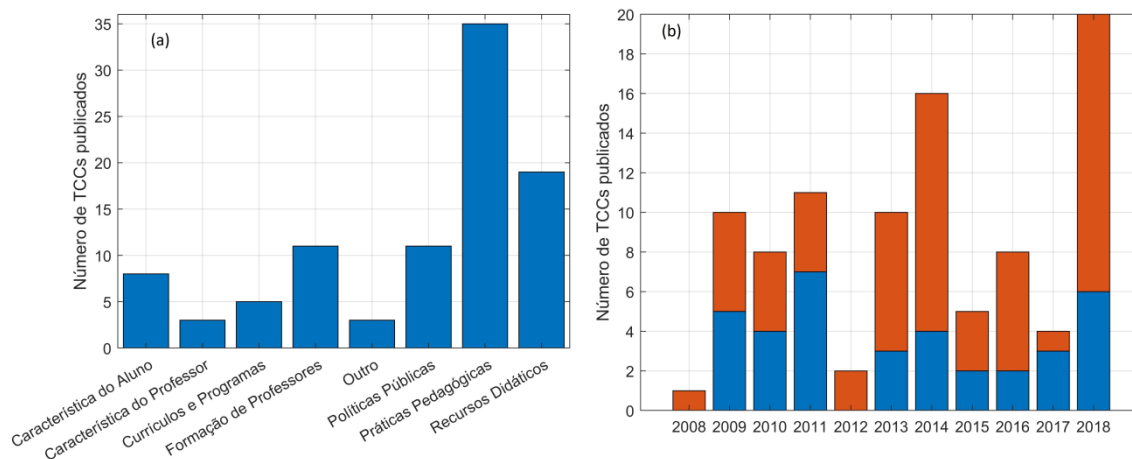 (a)
Número de TCCs publicados
35
30
25
20
15
10
5
0
Característica do Aluno
Característica do Professor
Currículos e Programas
Formação de Professores
Outro
Políticas Públicas
Práticas Pedagógicas
Recursos Didáticos
(b)
Número de TCCs publicados
20
18
16
14
12
10
8
6
4
2
0
2008 2009 2010 2011 2012 2013 2014 2015 2016 2017 2018